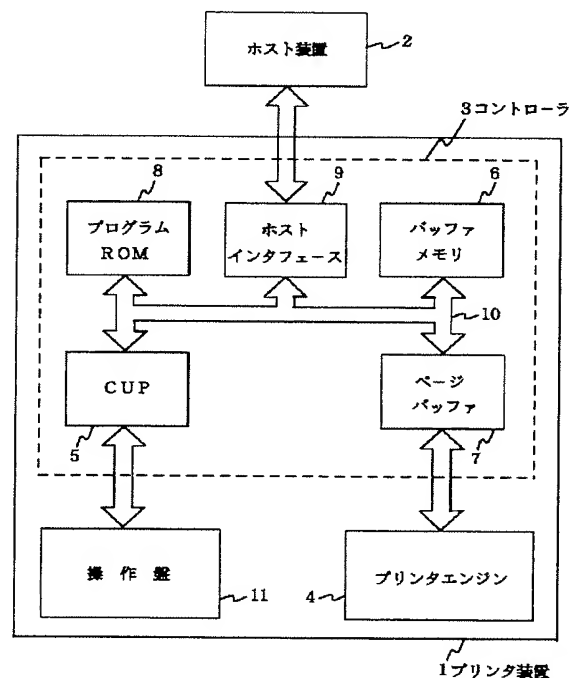 ホスト装置
2
3コントローラ
8
9
6
プログラム
ROM
ホスト
インタフェース
バッファ
メモリ
10
CUP
ページ
バッファ
5
7
操 作 盤
11
4
プリンタエンジン
1プリンタ装置